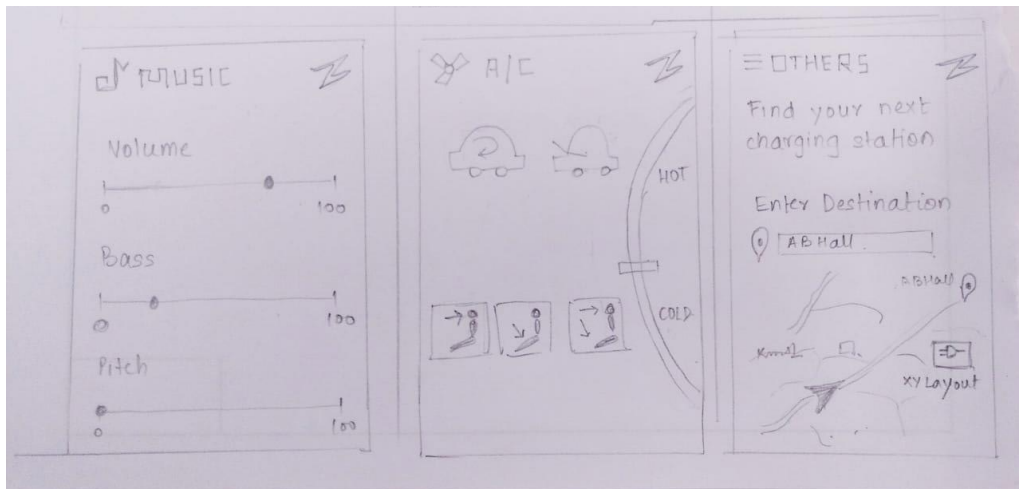 MUSIC
Volume
0
100
Bass
0
100
Pitch
0
100
A/C
HOT
COLD
OTHERS
Find your next
charging station
Enter Destination
AB Hall
AB Hall
XY Layout